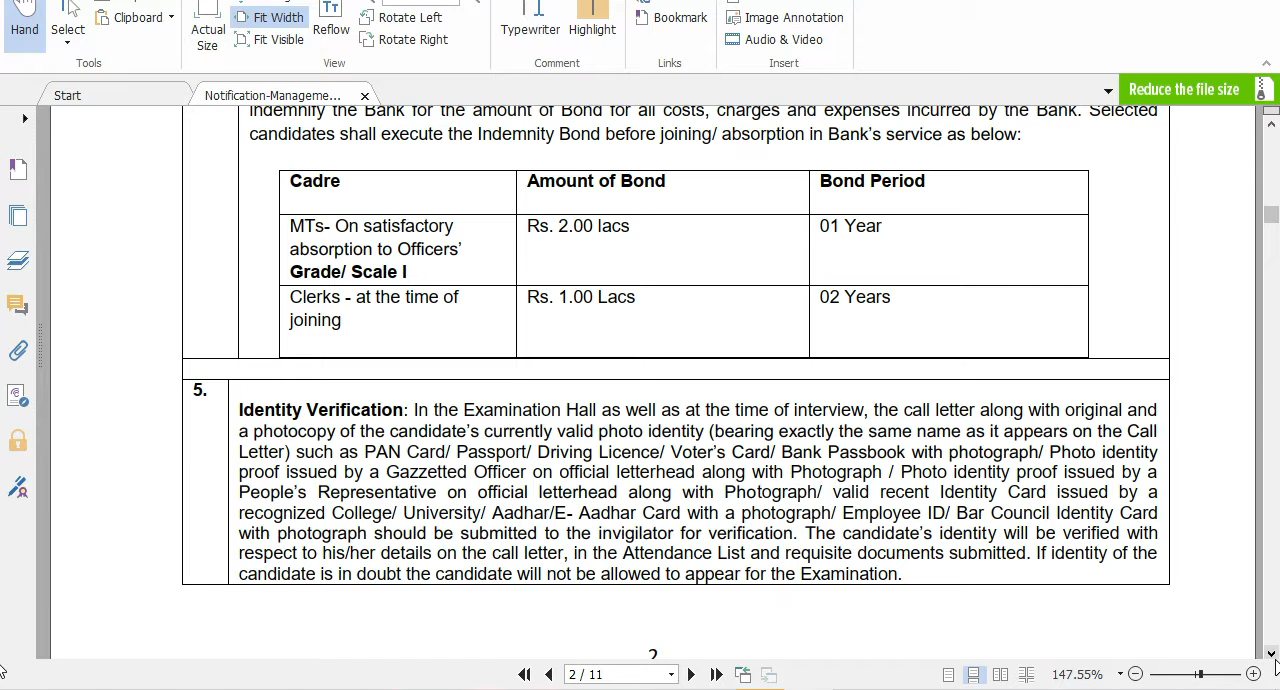 Hand
Select
Clipboard
Tools
Actual
Size
Fit Width
Fit Visible
Reflow
Rotate Left
Rotate Right
View
Typewriter
Highlight
Comment
Bookmark
Links
Image Annotation
Audio & Video
Insert
Start
Notification-Manageme...
Reduce the file size
indemnify the Bank for the amount of Bond for all costs, charges and expenses incurred by the Bank. Selected
candidates shall execute the Indemnity Bond before joining/ absorption in Bank's service as below:
Cadre Amount of Bond Bond Period
MTs- On satisfactory Rs. 2.00 lacs 01 Year
absorption to Officers'
Grade/ Scale I
Clerks - at the time of Rs. 1.00 Lacs 02 Years
joining
5.
Identity Verification: In the Examination Hall as well as at the time of interview, the call letter along with original and
a photocopy of the candidate's currently valid photo identity (bearing exactly the same name as it appears on the Call
Letter) such as PAN Card/ Passport/ Driving Licence/ Voter's Card/ Bank Passbook with photograph/ Photo identity
proof issued by a Gazzetted Officer on official letterhead along with Photograph / Photo identity proof issued by a
People's Representative on official letterhead along with Photograph/ valid recent Identity Card issued by a
recognized College/ University/ Aadhar/E- Aadhar Card with a photograph/ Employee ID/ Bar Council Identity Card
with photograph should be submitted to the invigilator for verification. The candidate's identity will be verified with
respect to his/her details on the call letter, in the Attendance List and requisite documents submitted. If identity of the
candidate is in doubt the candidate will not be allowed to appear for the Examination.
2
2 / 11
147.55%